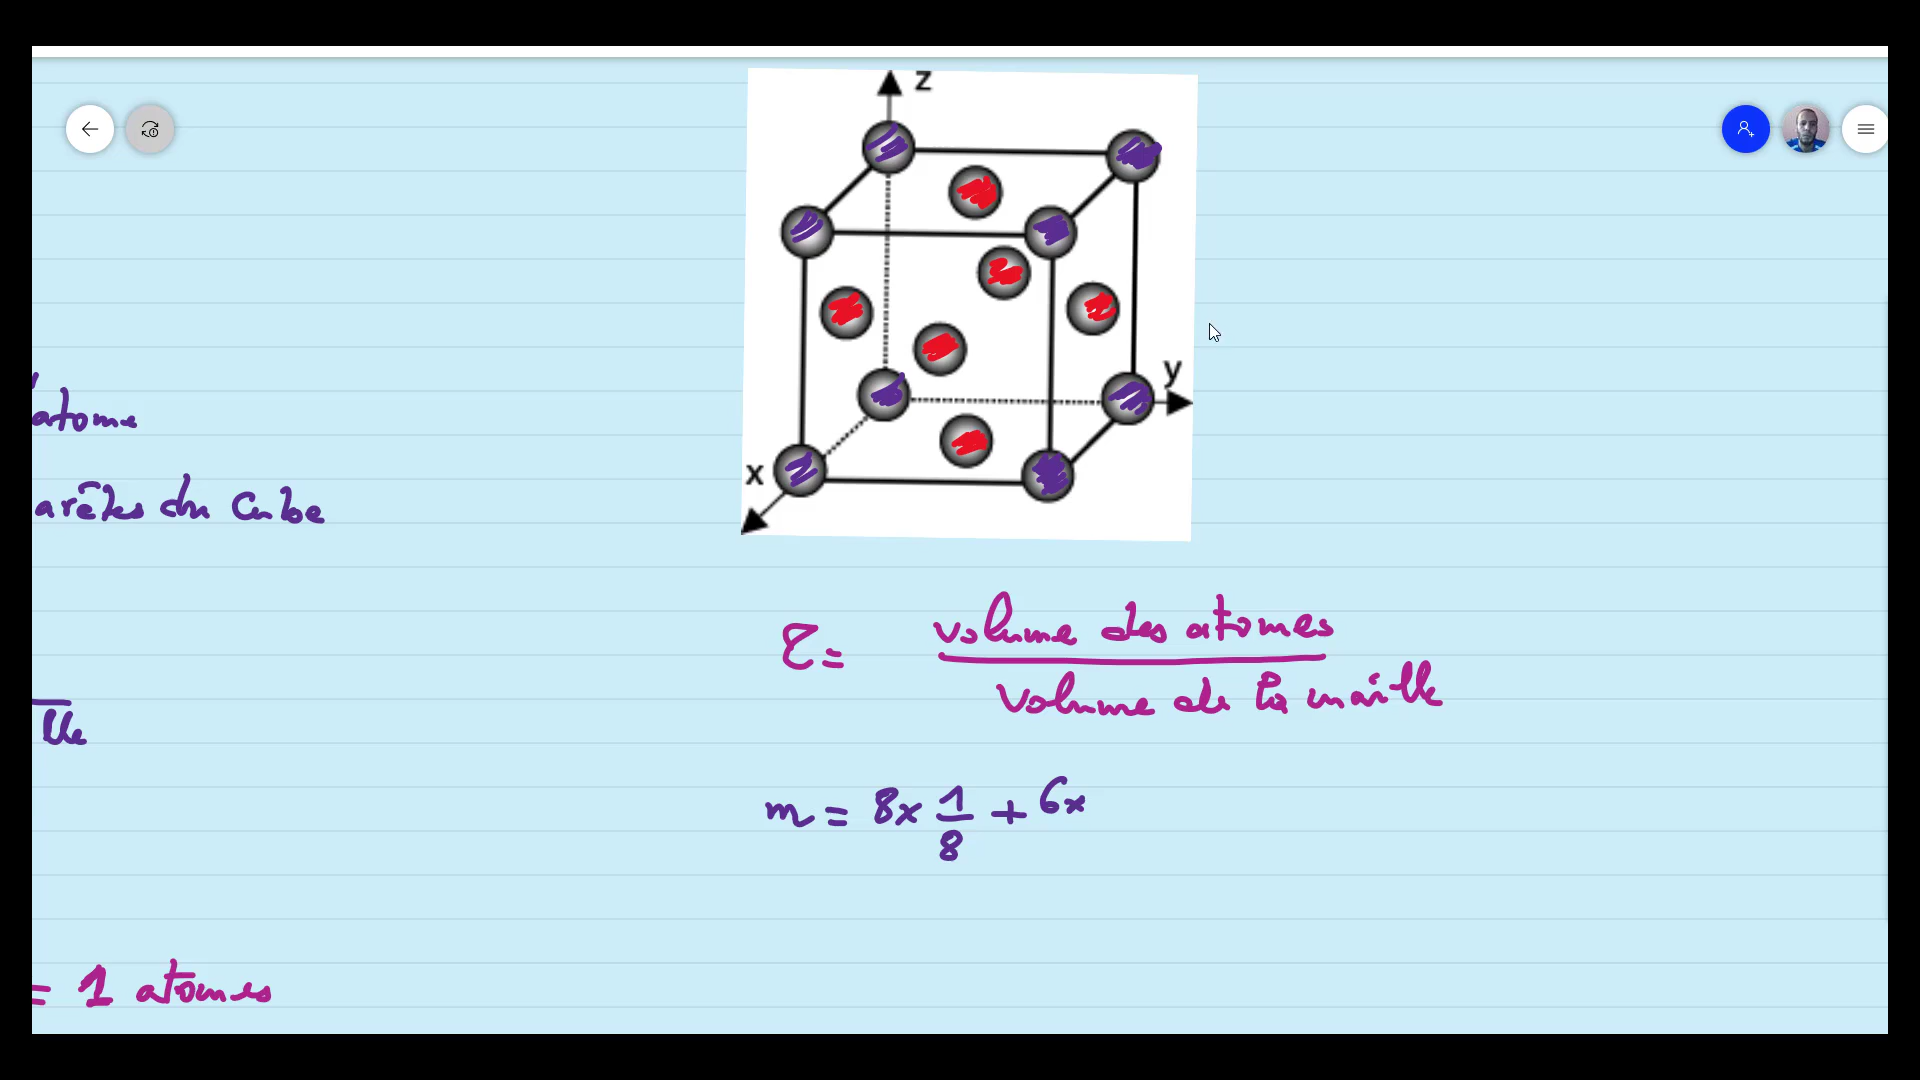 z
y
x
atome
arêtes du Cube
lle
τ = volume des atomes
volume de la maille
m = 8x 1/8 + 6x
= 1 atomes